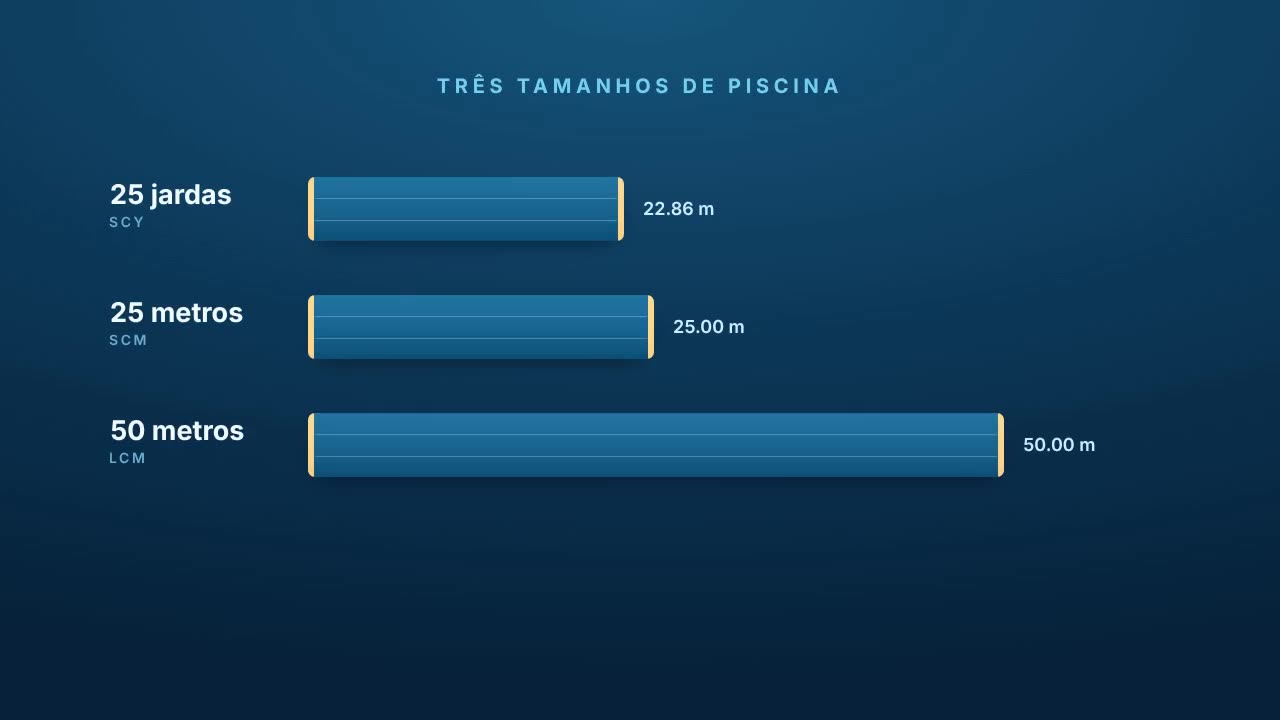 TRÊS TAMANHOS DE PISCINA
25 jardas
SCY
22.86 m
25 metros
SCM
25.00 m
50 metros
LCM
50.00 m